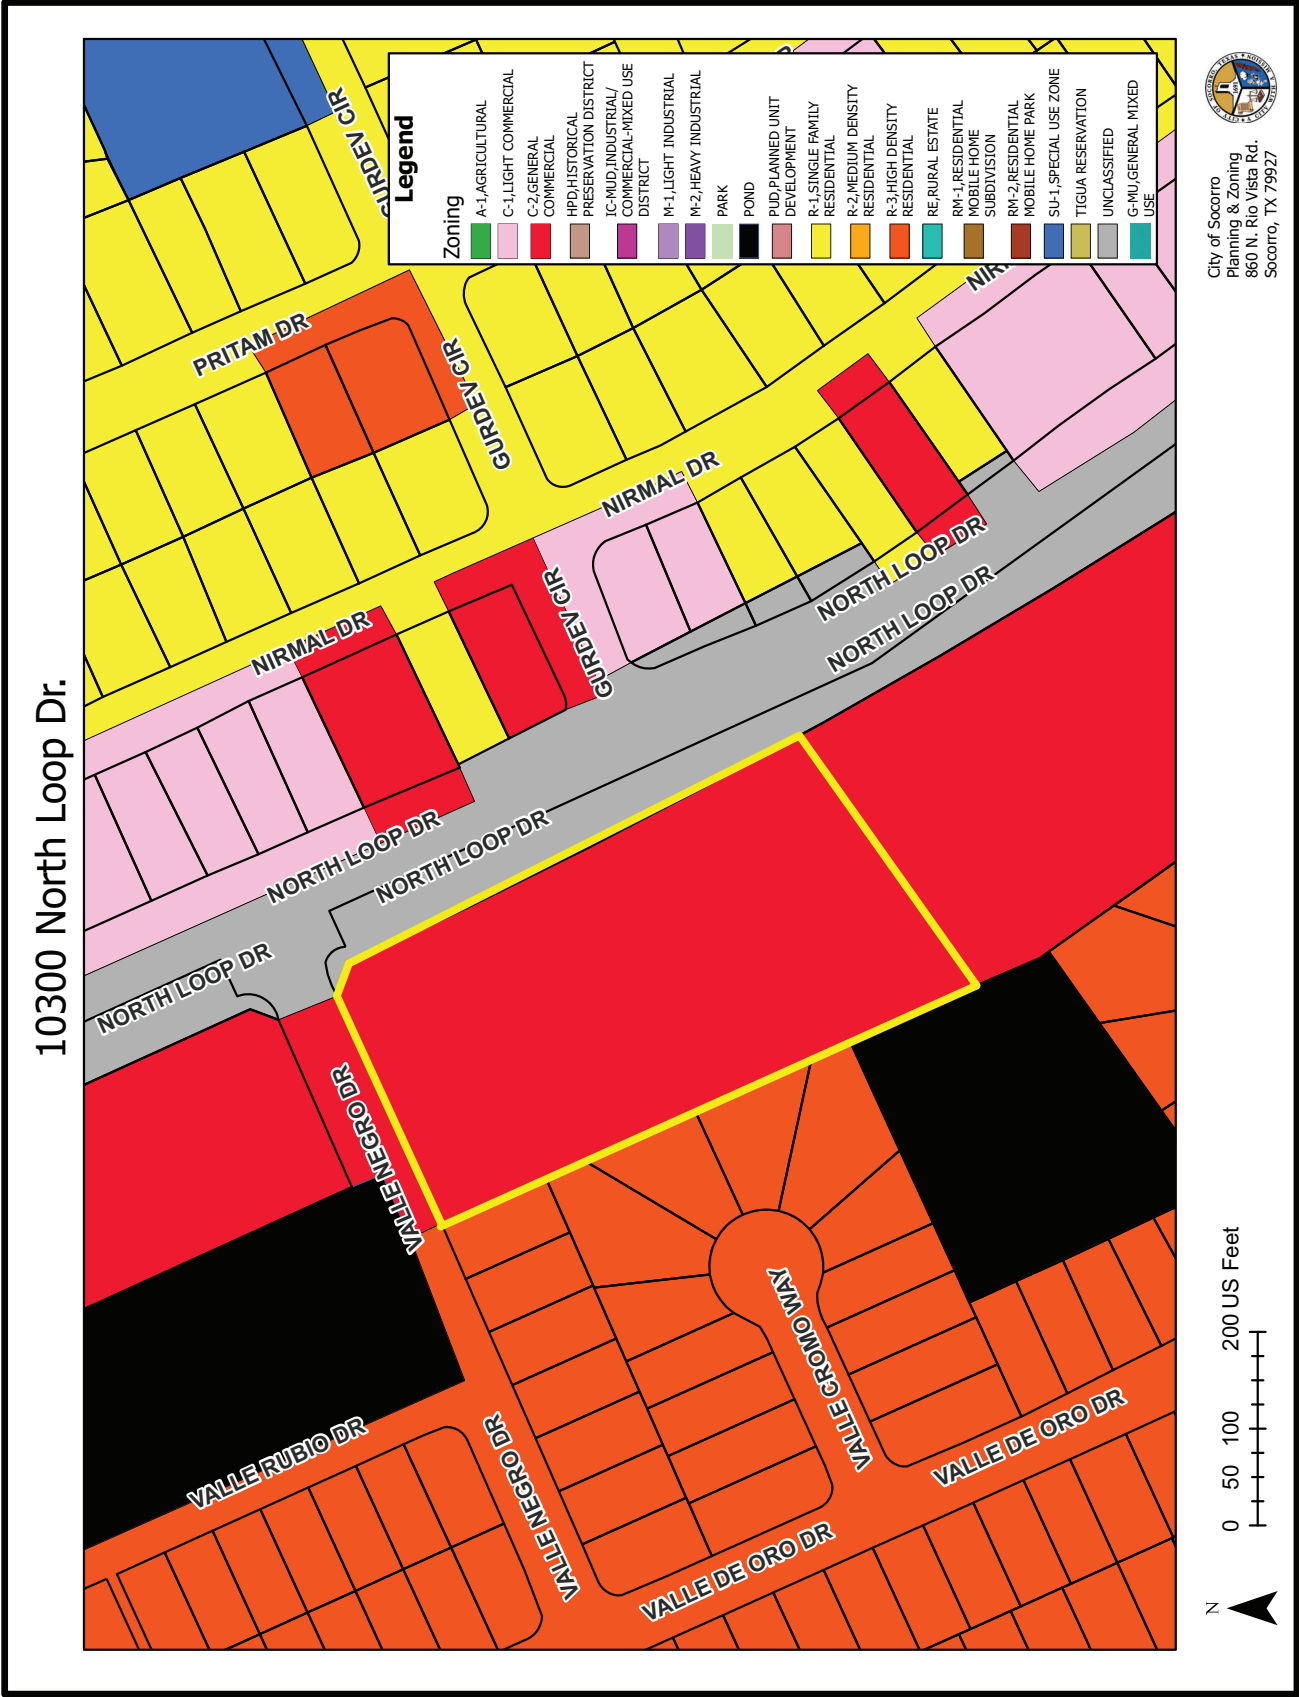 10300 North Loop Dr.
GURDEV CIR
PRITAM DR
GURDEV CIR
NIRMAL DR
NIRMAL DR
GURDEV CIR
NORTH LOOP DR
NORTH LOOP DR
NORTH LOOP DR
NORTH LOOP DR
NORTH LOOP DR
VALLE NEGRO DR
VALLE RUBIO DR
VALLE NEGRO DR
VALLE CROMO WAY
VALLE DE ORO DR
VALLE DE ORO DR
Legend
Zoning
A-1,AGRICULTURAL
C-1,LIGHT COMMERCIAL
C-2,GENERAL
COMMERCIAL
HPD,HISTORICAL
PRESERVATION DISTRICT
IC-MUD,INDUSTRIAL/
COMMERCIAL-MIXED USE
DISTRICT
M-1,LIGHT INDUSTRIAL
M-2,HEAVY INDUSTRIAL
PARK
POND
PUD,PLANNED UNIT
DEVELOPMENT
R-1,SINGLE FAMILY
RESIDENTIAL
R-2,MEDIUM DENSITY
RESIDENTIAL
R-3,HIGH DENSITY
RESIDENTIAL
RE,RURAL ESTATE
RM-1,RESIDENTIAL
MOBILE HOME
SUBDIVISION
RM-2,RESIDENTIAL
MOBILE HOME PARK
SU-1,SPECIAL USE ZONE
TIGUA RESERVATION
UNCLASSIFIED
G-MU,GENERAL MIXED
USE
N
0 50 100 200 US Feet
City of Socorro
Planning & Zoning
860 N. Rio Vista Rd.
Socorro, TX 79927